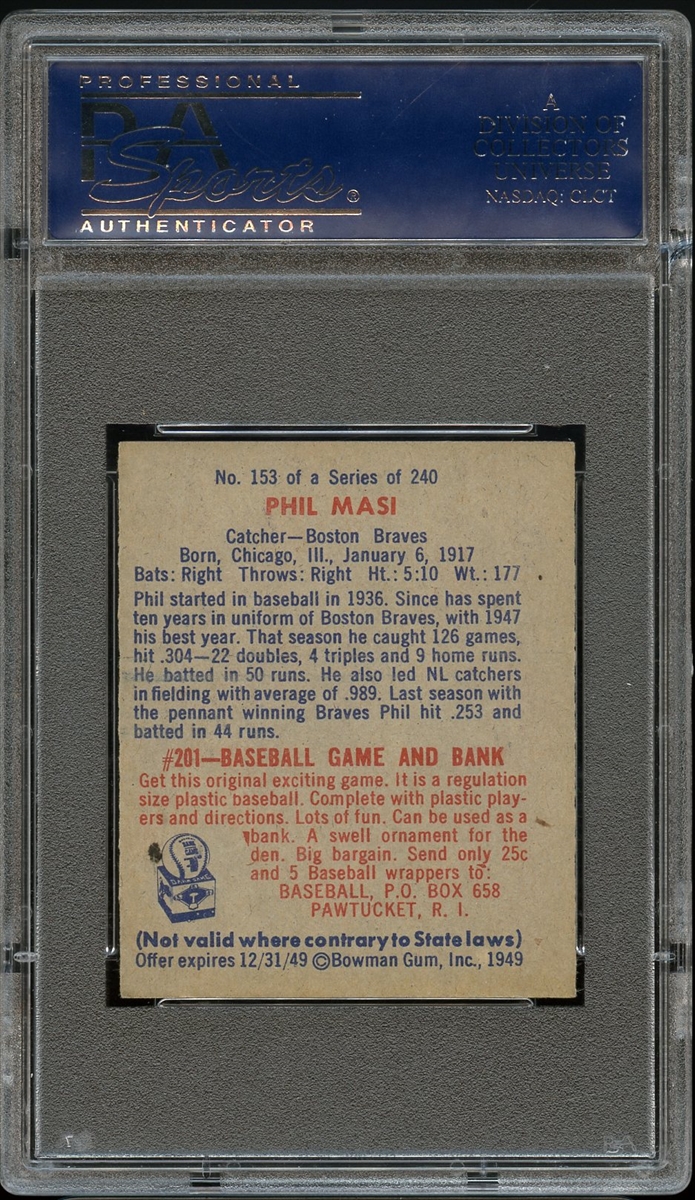 PROFESSIONAL
PSA
Sports®
AUTHENTICATOR
A
DIVISION OF
COLLECTORS
UNIVERSE
NASDAQ: CLCT
No. 153 of a Series of 240
PHIL MASI
Catcher—Boston Braves
Born, Chicago, Ill., January 6, 1917
Bats: Right Throws: Right Ht.: 5:10 Wt.: 177
Phil started in baseball in 1936. Since has spent
ten years in uniform of Boston Braves, with 1947
his best year. That season he caught 126 games,
hit .304—22 doubles, 4 triples and 9 home runs.
He batted in 50 runs. He also led NL catchers
in fielding with average of .989. Last season with
the pennant winning Braves Phil hit .253 and
batted in 44 runs.
#201—BASEBALL GAME AND BANK
Get this original exciting game. It is a regulation
size plastic baseball. Complete with plastic play-
ers and directions. Lots of fun. Can be used as a
bank. A swell ornament for the
den. Big bargain. Send only 25c
and 5 Baseball wrappers to:
BASEBALL, P.O. BOX 658
PAWTUCKET, R. I.
(Not valid where contrary to State laws)
Offer expires 12/31/49 ©Bowman Gum, Inc., 1949